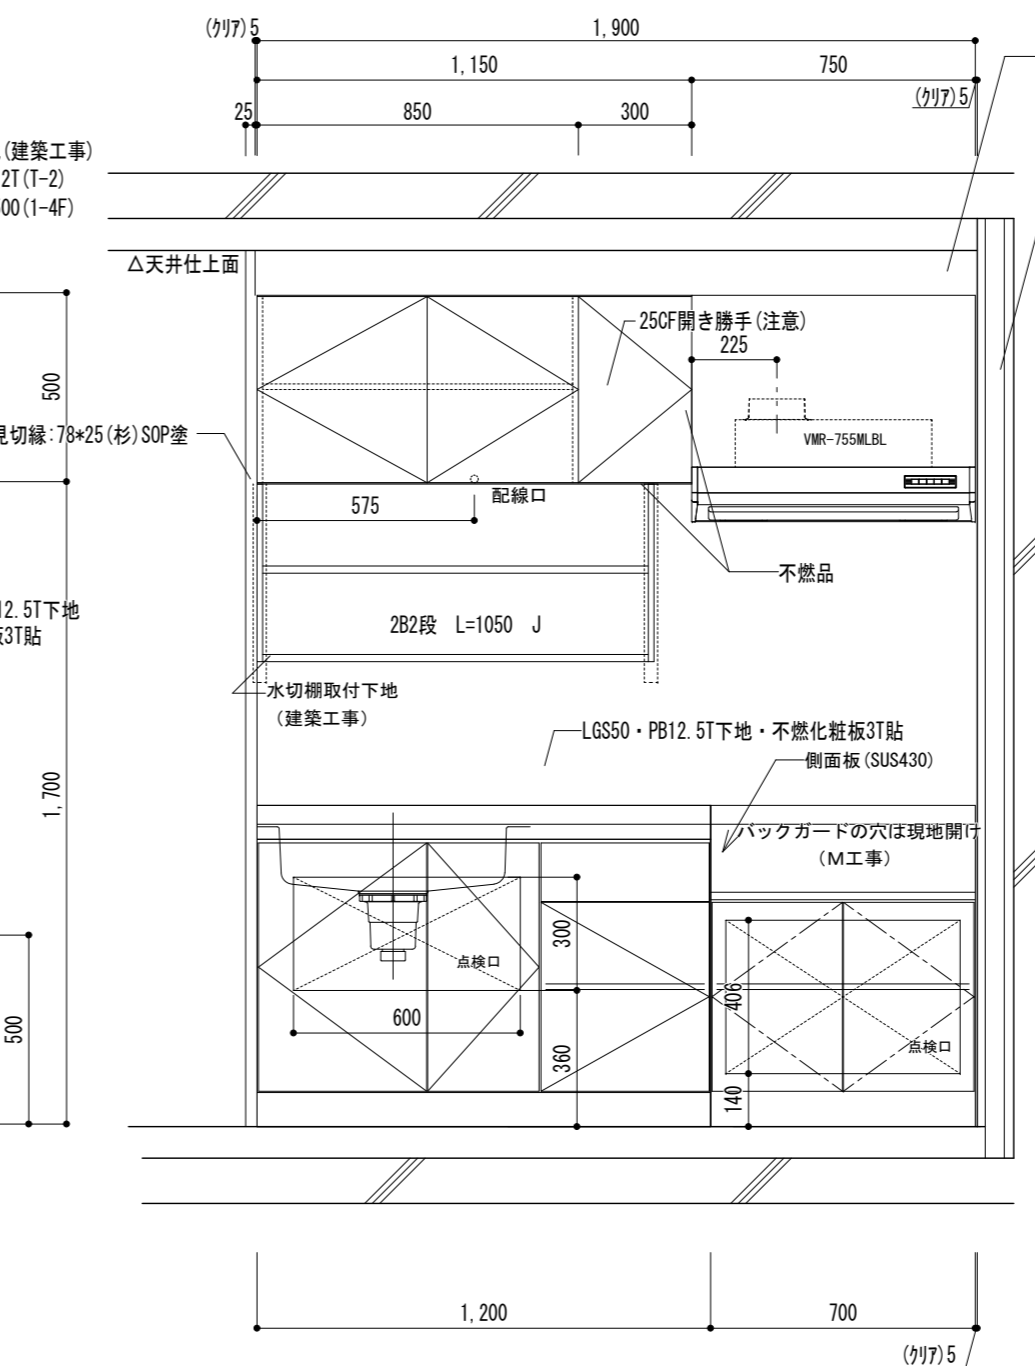 (クリア)5
1,900
1,150
750
(クリア)5
25
850
300
(建築工事)
2T(T-2)
00(1-4F)
△天井仕上面
25CF開き勝手(注意)
225
500
VMR-755MLBL
見切縁:78*25(杉)SOP塗
配線口
575
不燃品
12.5T下地
板3T貼
2B2段 L=1050 J
水切棚取付下地
(建築工事)
LGS50・PB12.5T下地・不燃化粧板3T貼
側面板(SUS430)
1,700
バックガードの穴は現地開け
(M工事)
300
点検口
406
600
500
360
点検口
140
1,200
700
(クリア)5